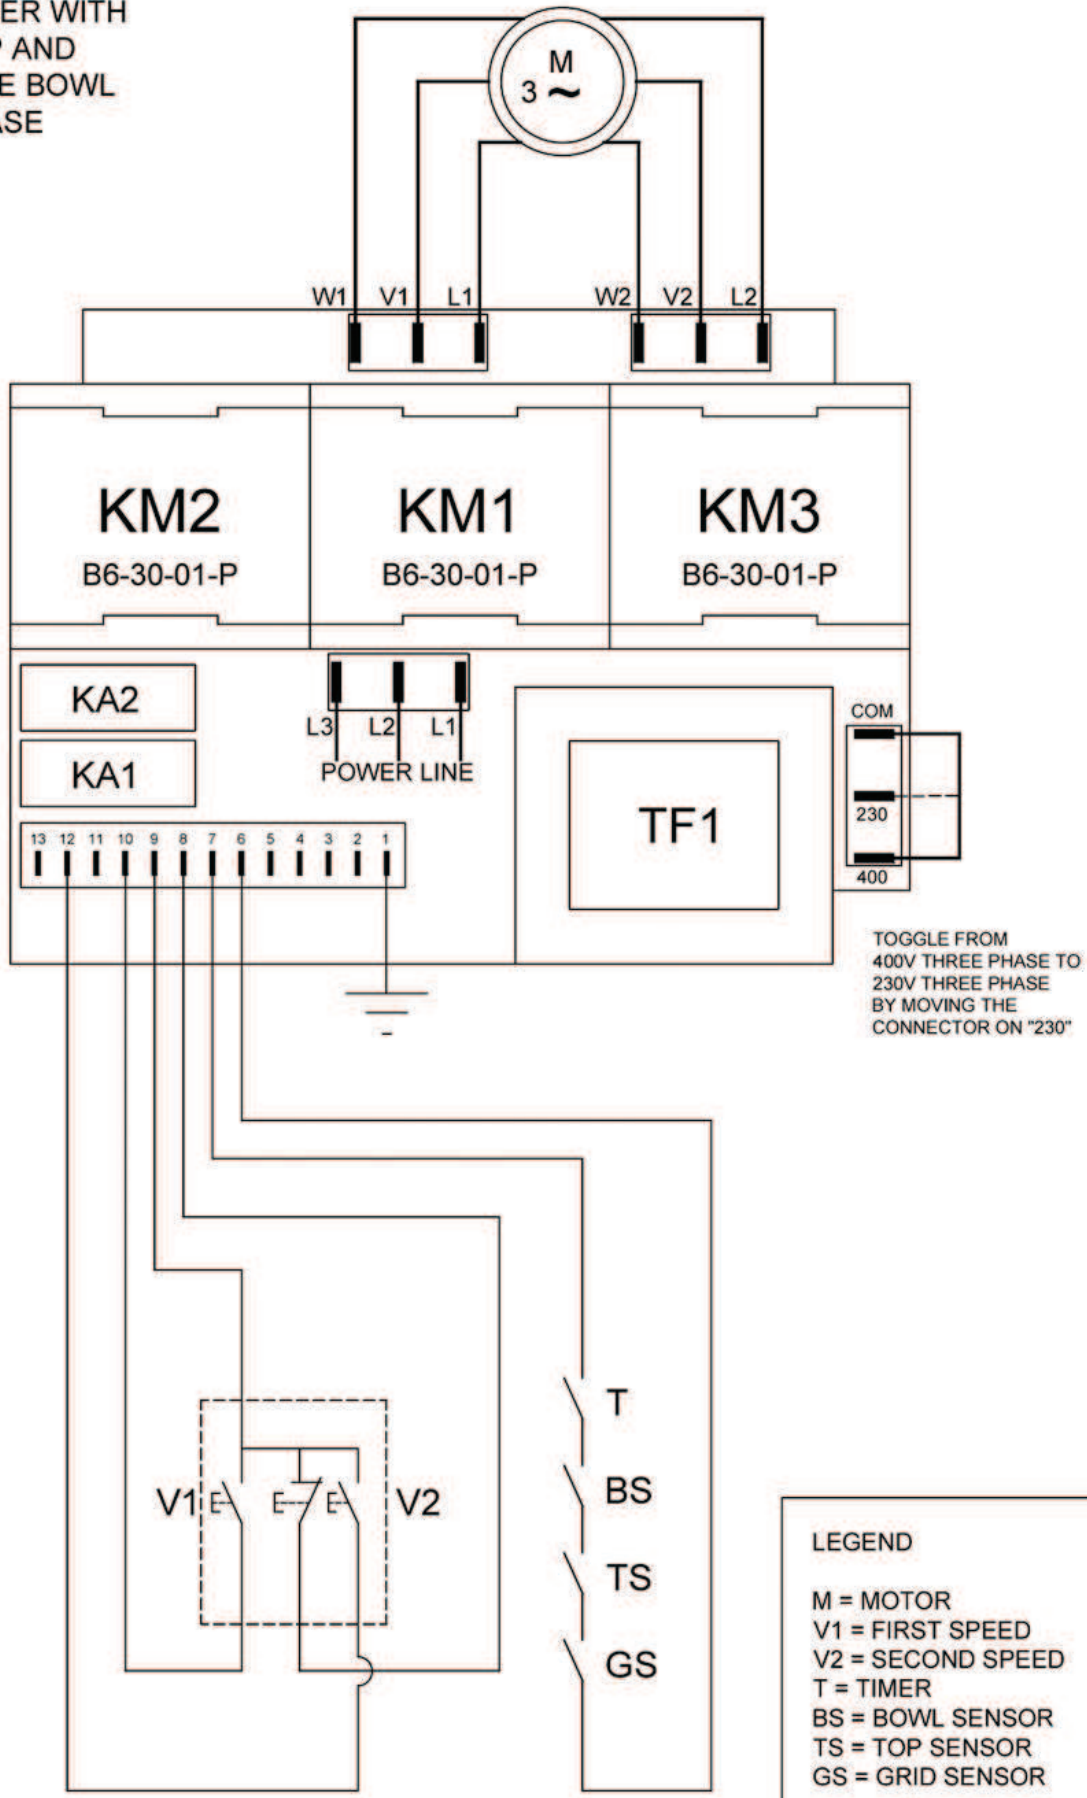 WITH
AND
BOWL
M
3 ~
W1 V1 L1 W2 V2 L2
KM2 KM1 KM3
B6-30-01-P B6-30-01-P B6-30-01-P
KA2
L3 L2 L1
POWER LINE
KA1
COM
230
400
TF1
13 12 11 10 9 8 7 6 5 4 3 2 1
TOGGLE FROM
400V THREE PHASE TO
230V THREE PHASE
BY MOVING THE
CONNECTOR ON "230"
T
V1 V2 BS
TS
GS
LEGEND
M = MOTOR
V1 = FIRST SPEED
V2 = SECOND SPEED
T = TIMER
BS = BOWL SENSOR
TS = TOP SENSOR
GS = GRID SENSOR